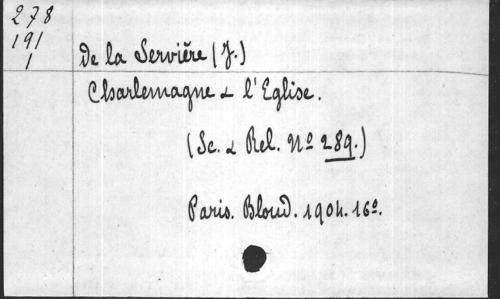 278
191
1
De la Servière (J.)
Charlemagne & l'Eglise.
(Sc. & Rel. Nº 289.)
Paris. Bloud. 1904. 16º.